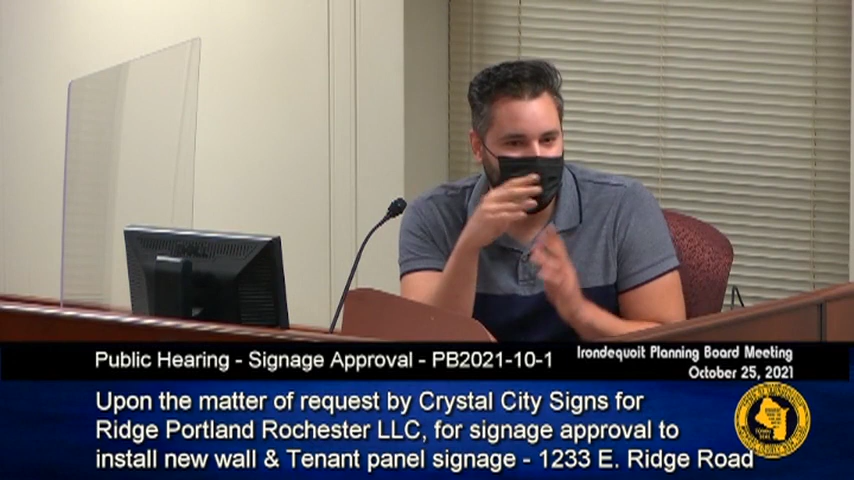 Public Hearing - Signage Approval - PB2021-10-1
Irondequoit Planning Board Meeting
October 25, 2021
Upon the matter of request by Crystal City Signs for
Ridge Portland Rochester LLC, for signage approval to
install new wall & Tenant panel signage - 1233 E. Ridge Road